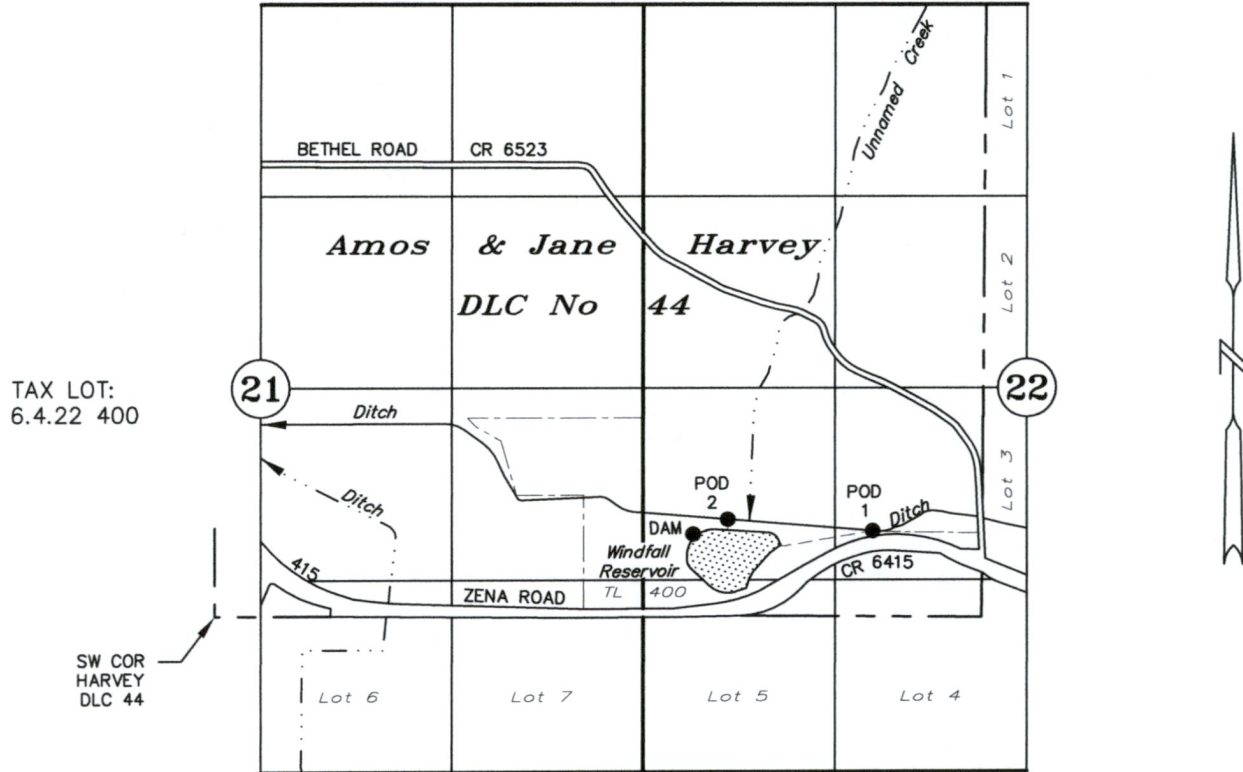 Unnamed Creek
Lot 1
BETHEL ROAD CR 6523
Amos & Jane Harvey
DLC No 44
Lot 2
TAX LOT:
6.4.22 400
21
22
N
Ditch
Lot 3
Ditch
POD
2
POD
1
Ditch
DAM
Windfall
Reservoir
415
CR 6415
ZENA ROAD
TL 400
SW COR
HARVEY
DLC 44
Lot 6
Lot 7
Lot 5
Lot 4